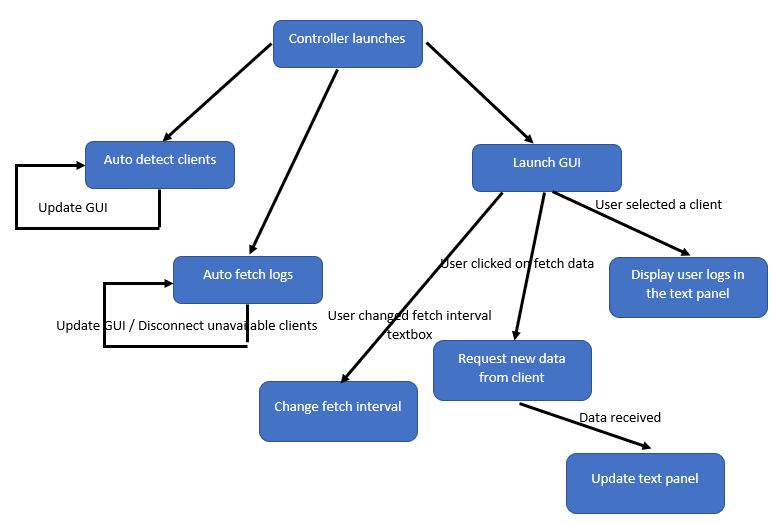 Controller launches
Auto detect clients
Launch GUI
Update GUI
User selected a client
Auto fetch logs
User clicked on fetch data
Display user logs in
the text panel
Update GUI / Disconnect unavailable clients
User changed fetch interval
textbox
Request new data
from client
Change fetch interval
Data received
Update text panel